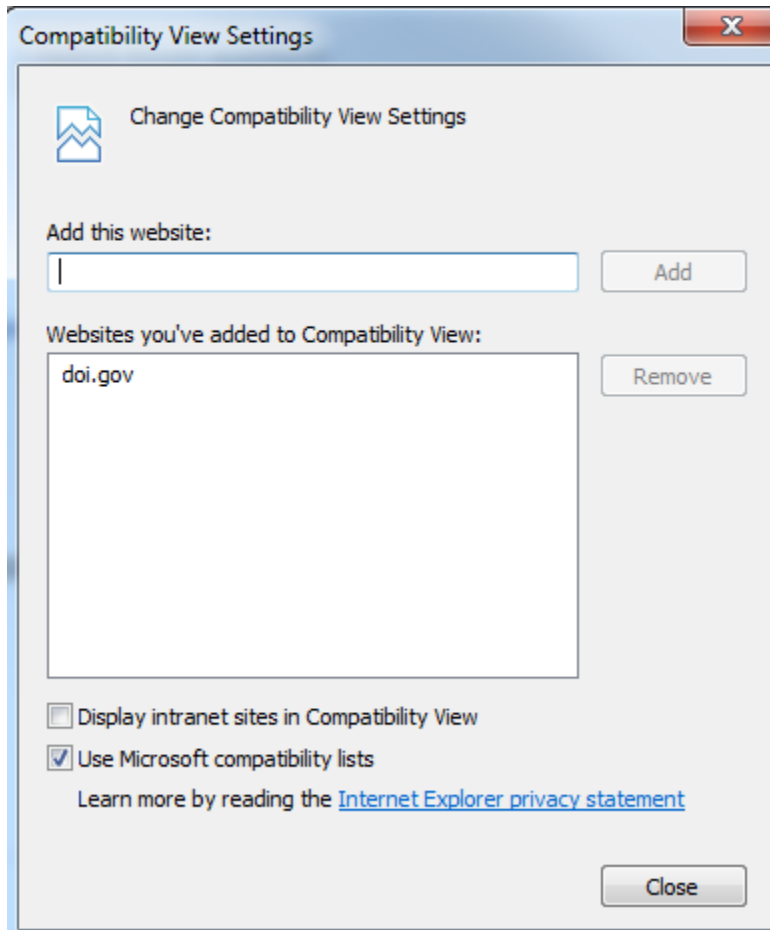 Compatibility View Settings
Change Compatibility View Settings
Add this website:
Add
Websites you've added to Compatibility View:
doi.gov
Remove
Display intranet sites in Compatibility View
Use Microsoft compatibility lists
Learn more by reading the Internet Explorer privacy statement
Close